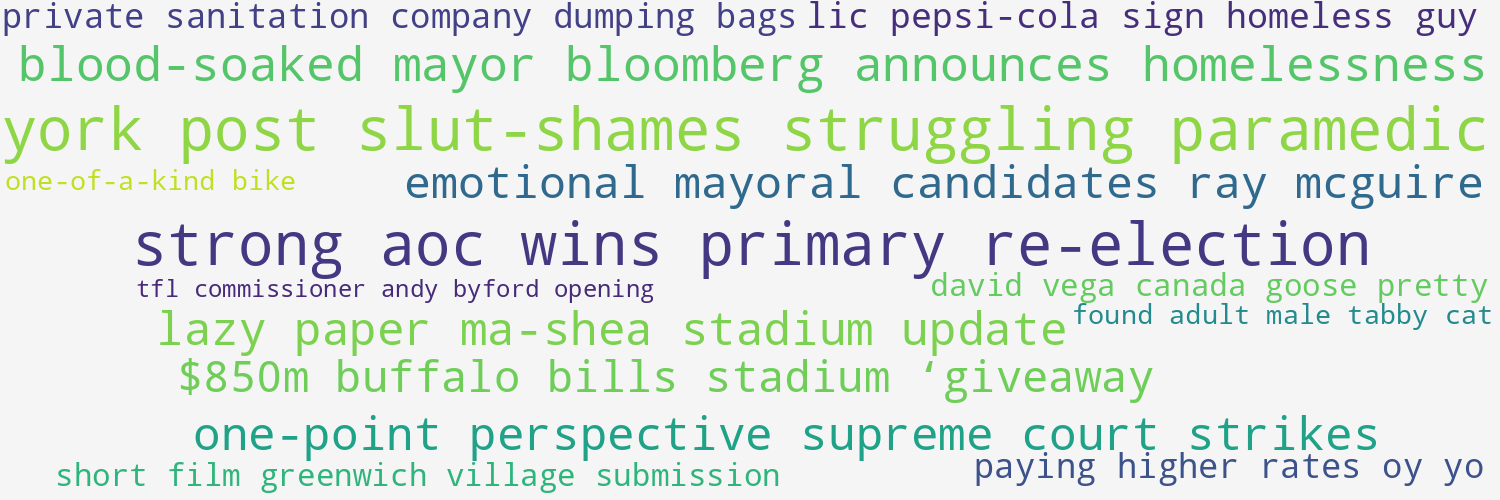 private sanitation company dumping bags
lic pepsi-cola sign homeless guy
blood-soaked mayor bloomberg announces homelessness
york post slut-shames struggling paramedic
one-of-a-kind bike
emotional mayoral candidates ray mcguire
strong aoc wins primary re-election
tfl commissioner andy byford opening
david vega canada goose pretty
lazy paper ma-shea stadium update
found adult male tabby cat
$850m buffalo bills stadium ‘giveaway
one-point perspective supreme court strikes
short film greenwich village submission
paying higher rates oy yo